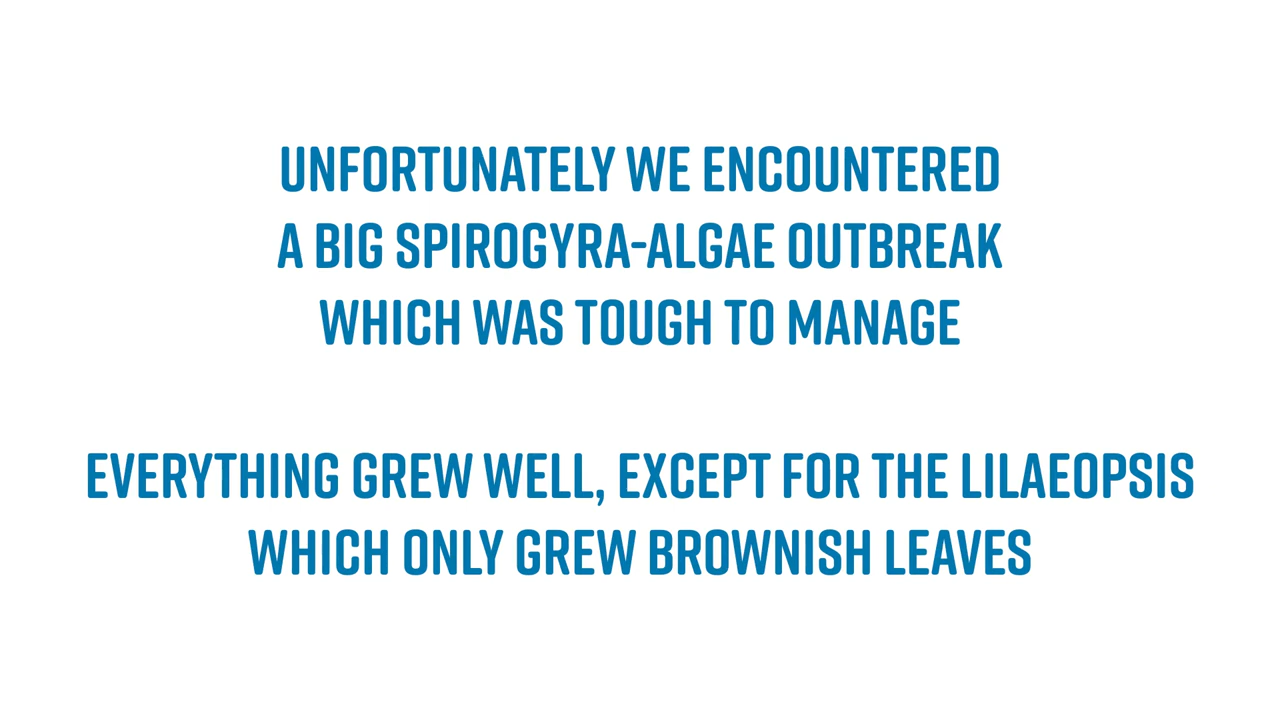 UNFORTUNATELY WE ENCOUNTERED
A BIG SPIROGYRA-ALGAE OUTBREAK
WHICH WAS TOUGH TO MANAGE
EVERYTHING GREW WELL, EXCEPT FOR THE LILAEOPSIS
WHICH ONLY GREW BROWNISH LEAVES